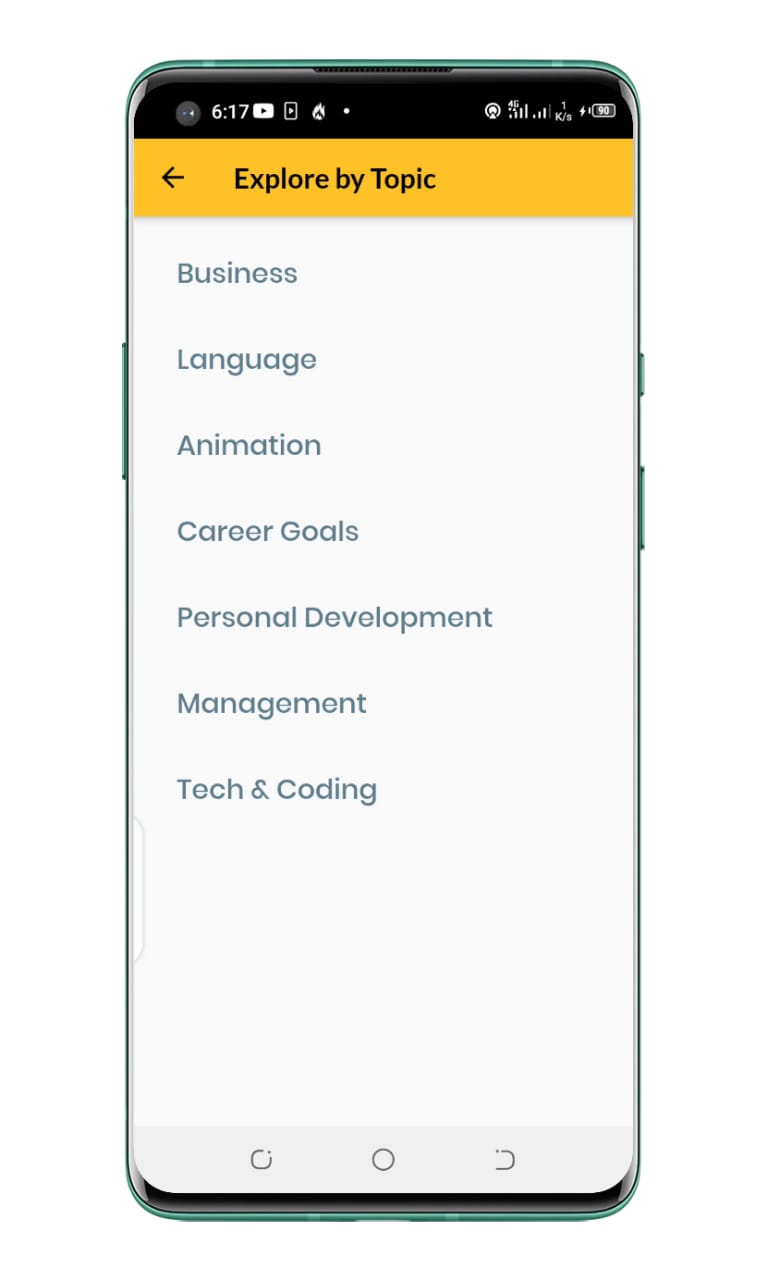 6:17
4G
1
K/s
90
Explore by Topic
Business
Language
Animation
Career Goals
Personal Development
Management
Tech & Coding